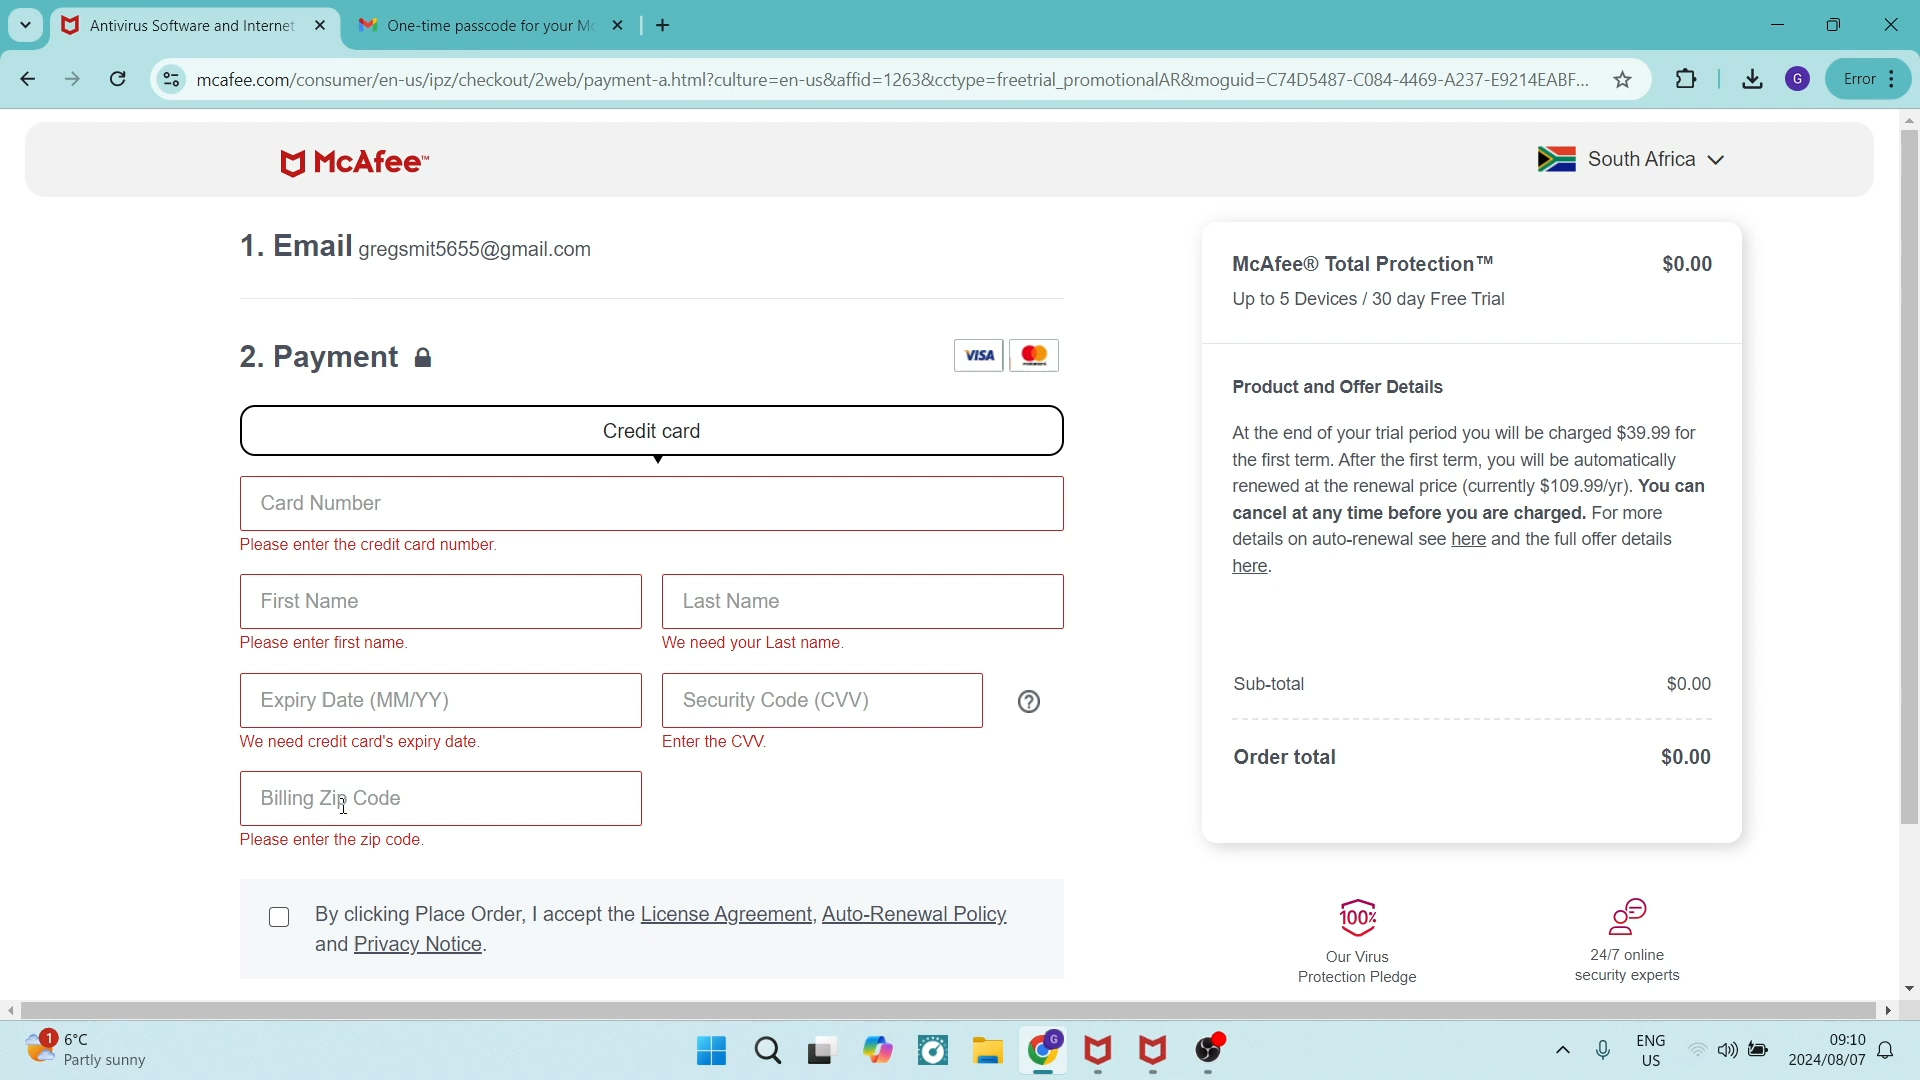 Antivirus Software and Internet
One-time passcode for your Mc
mcafee.com/consumer/en-us/ipz/checkout/2web/payment-a.html?culture=en-us&affid=1263&cctype=freetrial_promotionalAR&moguid=C74D5487-C084-4469-A237-E9214EABF...
G
Error
McAfee™
South Africa
1. Email gregsmit5655@gmail.com
2. Payment
VISA
mastercard
Credit card
Card Number
Please enter the credit card number.
First Name
Last Name
Please enter first name.
We need your Last name.
Expiry Date (MM/YY)
Security Code (CVV)
?
We need credit card's expiry date.
Enter the CVV.
Billing Zip Code
Please enter the zip code.
By clicking Place Order, I accept the License Agreement, Auto-Renewal Policy
and Privacy Notice.
McAfee® Total Protection™
$0.00
Up to 5 Devices / 30 day Free Trial
Product and Offer Details
At the end of your trial period you will be charged $39.99 for
the first term. After the first term, you will be automatically
renewed at the renewal price (currently $109.99/yr). You can
cancel at any time before you are charged. For more
details on auto-renewal see here and the full offer details
here.
Sub-total
$0.00
Order total
$0.00
100%
Our Virus
Protection Pledge
24/7 online
security experts
1
6°C
Partly sunny
G
ENG
US
09:10
2024/08/07